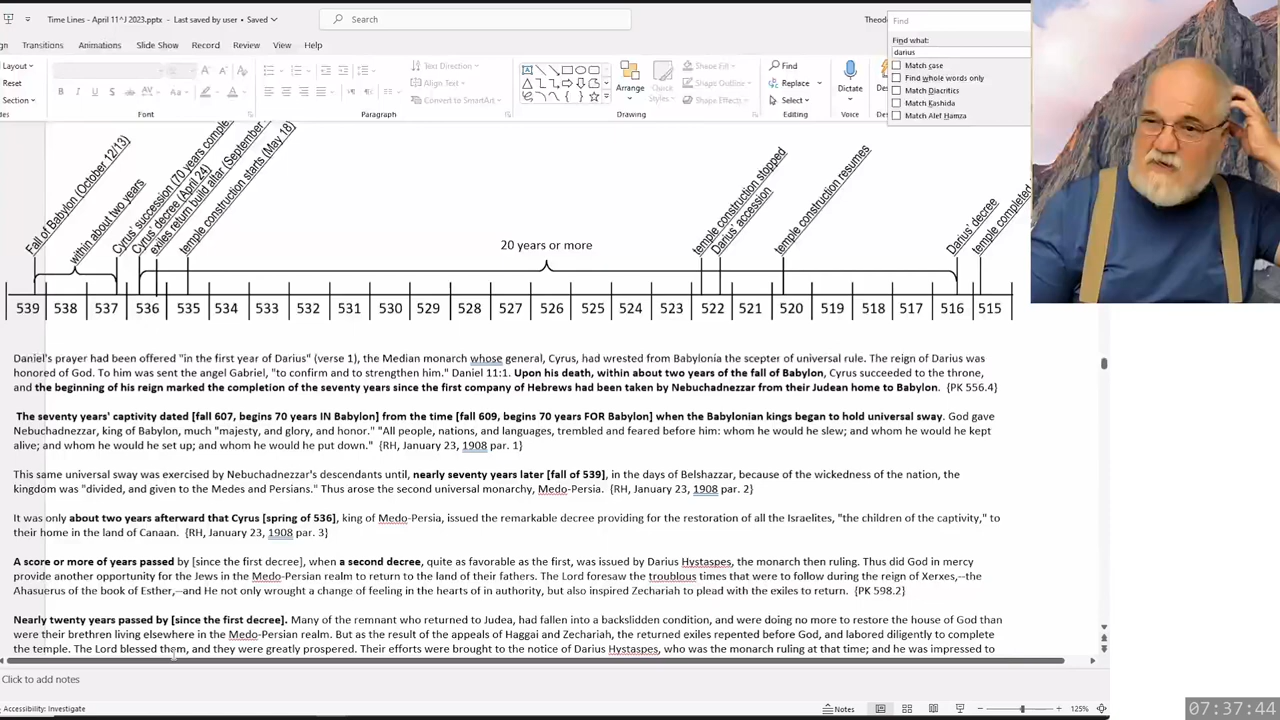 Time Lines - April 11^J 2023.pptx • Last saved by user • Saved
Search
Find
Transitions Animations Slide Show Record Review View Help
Find what:
darius
Match case
Find whole words only
Match Diacritics
Match Kashida
Match Alef Hamza
Layout
Reset
Section
Text Direction
Align Text
Convert to SmartArt
Arrange
Quick Styles
Shape Fill
Shape Outline
Shape Effects
Find
Replace
Select
Dictate
Font
Paragraph
Drawing
Editing
Voice
Fall of Babylon (October 12/13)
within about two years
Cyrus' succession (70 years
Cyrus' decree (April 24)
exiles return build altar (September
temple construction starts (May 18)
20 years or more
temple construction stopped
Darius accession
temple construction resumes
Darius' decree
temple completed
539 538 537 536 535 534 533 532 531 530 529 528 527 526 525 524 523 522 521 520 519 518 517 516 515
Daniel's prayer had been offered "in the first year of Darius" (verse 1), the Median monarch whose general, Cyrus, had wrested from Babylonia the scepter of universal rule. The reign of Darius was
honored of God. To him was sent the angel Gabriel, "to confirm and to strengthen him." Daniel 11:1. Upon his death, within about two years of the fall of Babylon, Cyrus succeeded to the throne,
and the beginning of his reign marked the completion of the seventy years since the first company of Hebrews had been taken by Nebuchadnezzar from their Judean home to Babylon. {PK 556.4}
The seventy years' captivity dated [fall 607, begins 70 years IN Babylon] from the time [fall 609, begins 70 years FOR Babylon] when the Babylonian kings began to hold universal sway. God gave
Nebuchadnezzar, king of Babylon, much "majesty, and glory, and honor." "All people, nations, and languages, trembled and feared before him: whom he would he slew; and whom he would he kept
alive; and whom he would he set up; and whom he would he put down." {RH, January 23, 1908 par. 1}
This same universal sway was exercised by Nebuchadnezzar's descendants until, nearly seventy years later [fall of 539], in the days of Belshazzar, because of the wickedness of the nation, the
kingdom was "divided, and given to the Medes and Persians." Thus arose the second universal monarchy, Medo-Persia. {RH, January 23, 1908 par. 2}
It was only about two years afterward that Cyrus [spring of 536], king of Medo-Persia, issued the remarkable decree providing for the restoration of all the Israelites, "the children of the captivity," to
their home in the land of Canaan. {RH, January 23, 1908 par. 3}
A score or more of years passed by [since the first decree], when a second decree, quite as favorable as the first, was issued by Darius Hystaspes, the monarch then ruling. Thus did God in mercy
provide another opportunity for the Jews in the Medo-Persian realm to return to the land of their fathers. The Lord foresaw the troublous times that were to follow during the reign of Xerxes,--the
Ahasuerus of the book of Esther,--and He not only wrought a change of feeling in the hearts of in authority, but also inspired Zechariah to plead with the exiles to return. {PK 598.2}
Nearly twenty years passed by [since the first decree]. Many of the remnant who returned to Judea, had fallen into a backslidden condition, and were doing no more to restore the house of God than
were their brethren living elsewhere in the Medo-Persian realm. But as the result of the appeals of Haggai and Zechariah, the returned exiles repented before God, and labored diligently to complete
the temple. The Lord blessed them, and they were greatly prospered. Their efforts were brought to the notice of Darius Hystaspes, who was the monarch ruling at that time; and he was impressed to
Click to add notes
Accessibility: Investigate
Notes
125%
07:37:44